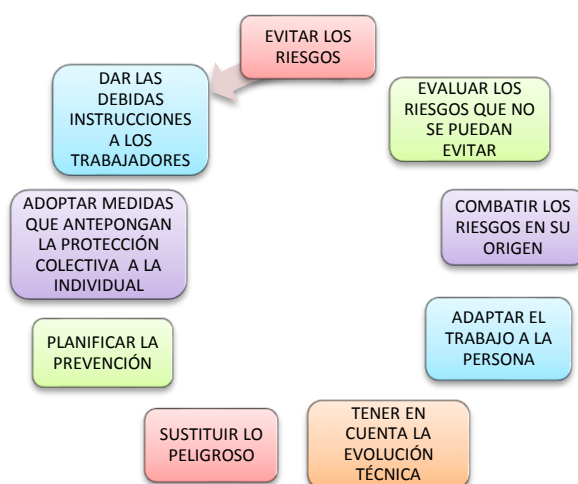 EVITAR LOS
RIESGOS
EVALUAR LOS
RIESGOS QUE NO
SE PUEDAN
EVITAR
COMBATIR LOS
RIESGOS EN SU
ORIGEN
ADAPTAR EL
TRABAJO A LA
PERSONA
TENER EN
CUENTA LA
EVOLUCIÓN
TÉCNICA
SUSTITUIR LO
PELIGROSO
PLANIFICAR LA
PREVENCIÓN
ADOPTAR MEDIDAS
QUE ANTEPONGAN
LA PROTECCIÓN
COLECTIVA A LA
INDIVIDUAL
DAR LAS
DEBIDAS
INSTRUCCIONES
A LOS
TRABAJADORES